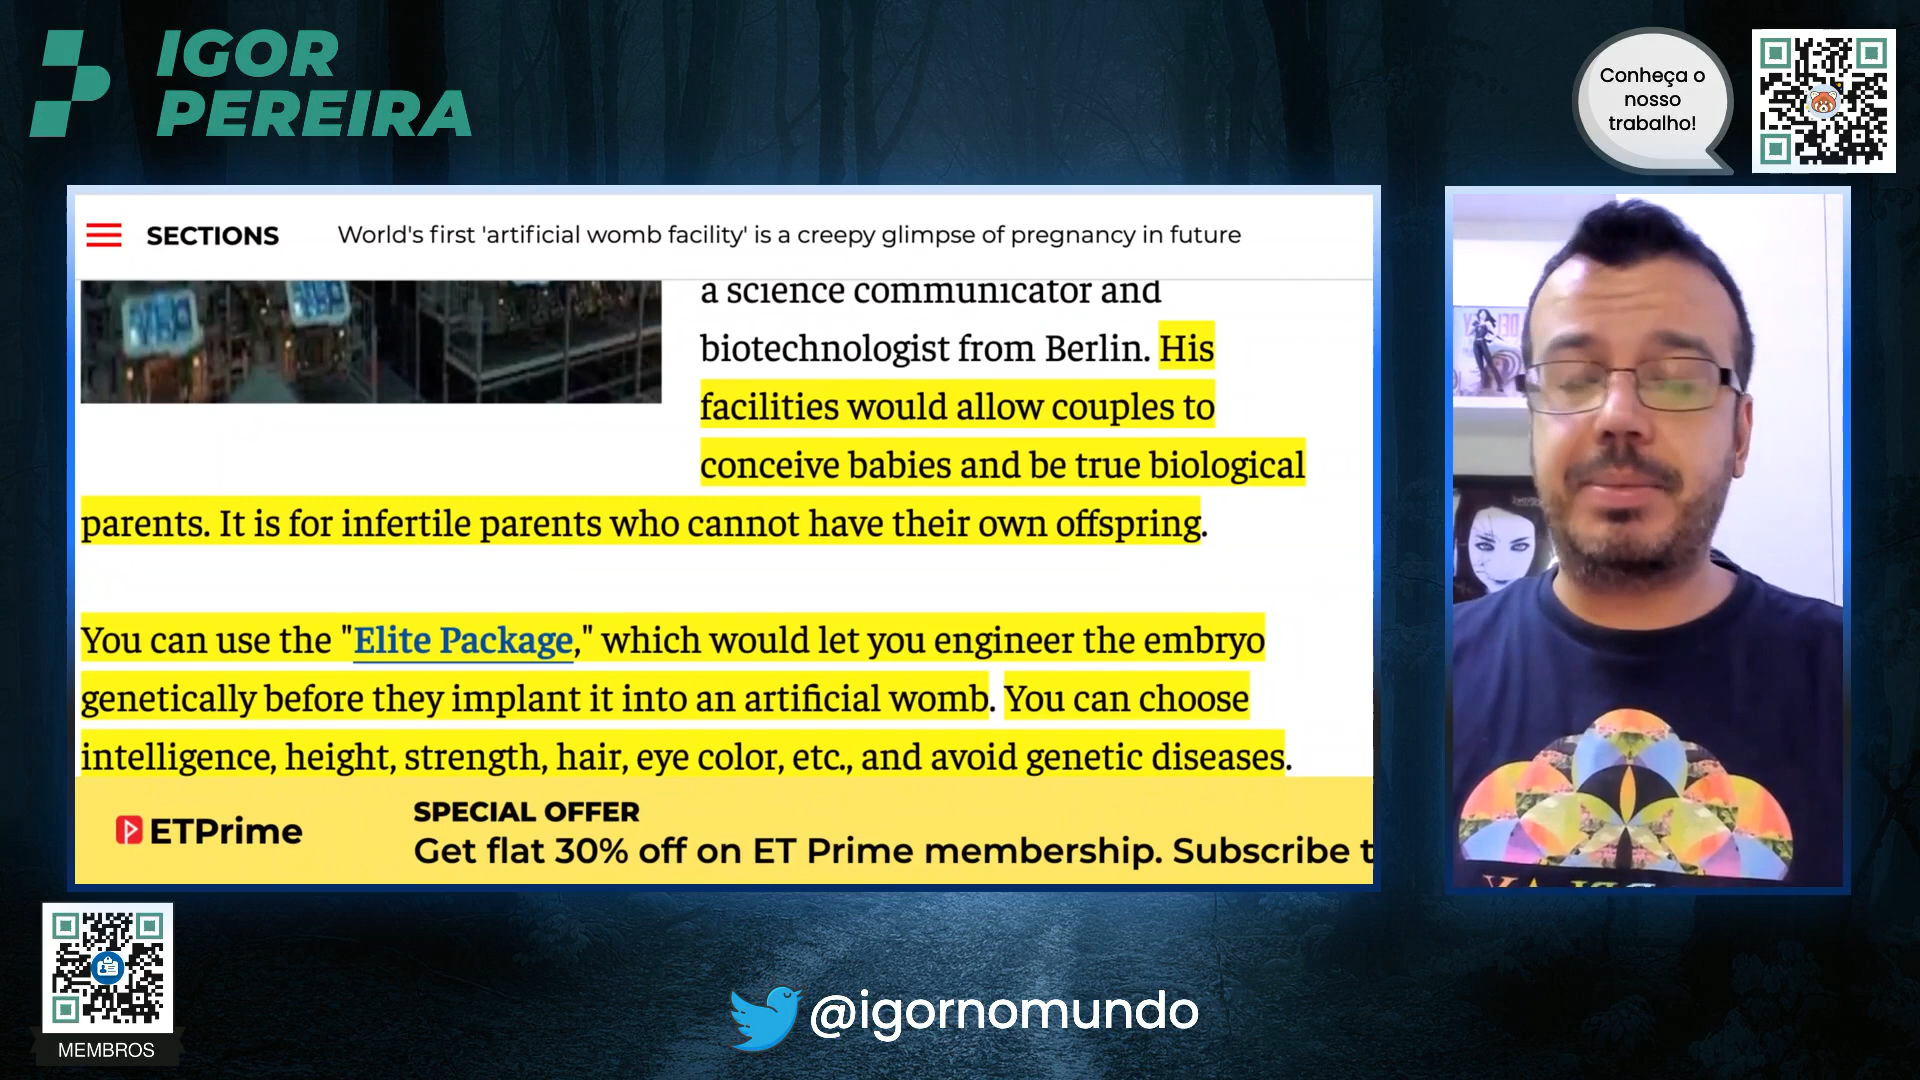 IGOR
PEREIRA
Conheça o
nosso
trabalho!
SECTIONS
World's first 'artificial womb facility' is a creepy glimpse of pregnancy in future
a science communicator and
biotechnologist from Berlin. His
facilities would allow couples to
conceive babies and be true biological
parents. It is for infertile parents who cannot have their own offspring.
You can use the "Elite Package," which would let you engineer the embryo
genetically before they implant it into an artificial womb. You can choose
intelligence, height, strength, hair, eye color, etc., and avoid genetic diseases.
ETPrime
SPECIAL OFFER
Get flat 30% off on ET Prime membership. Subscribe t
MEMBROS
@igornomundo